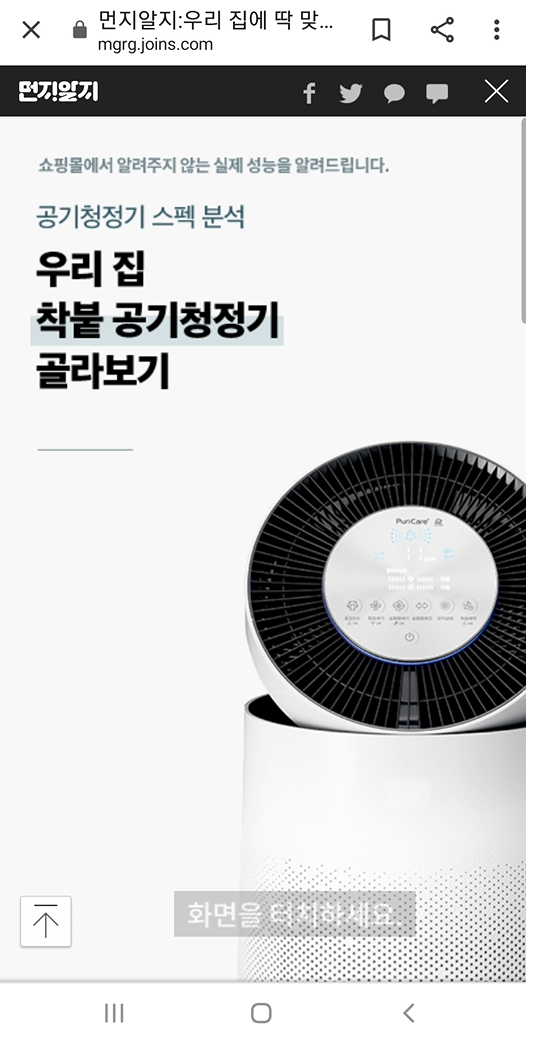 먼지알지:우리 집에 딱 맞...
mgrg.joins.com
먼지알지
쇼핑몰에서 알려주지 않는 실제 성능을 알려드립니다.
공기청정기 스펙 분석
우리 집
착붙 공기청정기
골라보기
PuriCare
화면을 터치하세요.